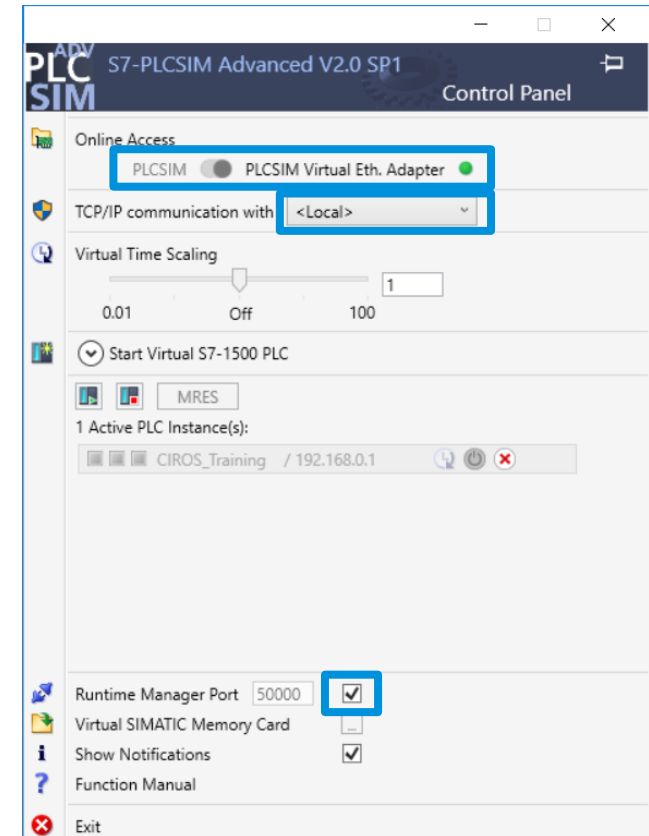 ADV
PLC
SIM
S7-PLCSIM Advanced V2.0 SP1
Control Panel
Online Access
PLCSIM PLCSIM Virtual Eth. Adapter
TCP/IP communication with <Local>
Virtual Time Scaling
1
0.01 Off 100
Start Virtual S7-1500 PLC
MRES
1 Active PLC Instance(s):
CIROS_Training / 192.168.0.1
Runtime Manager Port 50000
Virtual SIMATIC Memory Card ...
Show Notifications
Function Manual
Exit